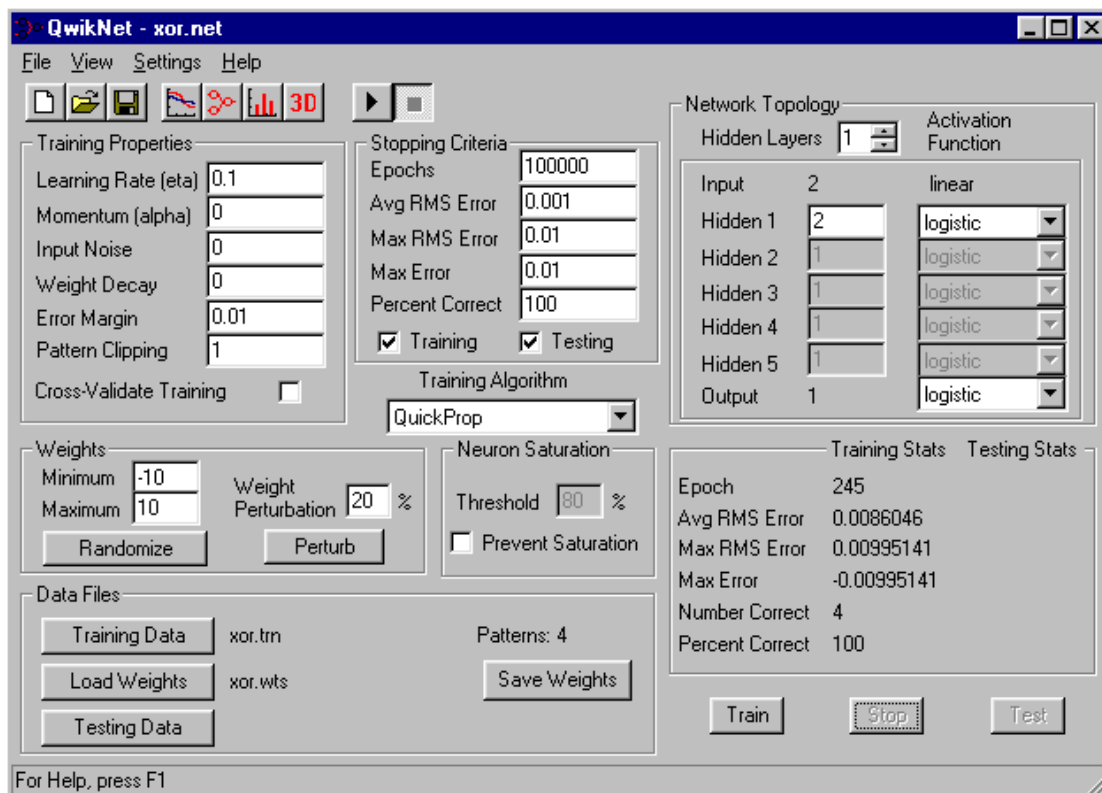 QwikNet - xor.net
File View Settings Help
3D
Training Properties
Learning Rate (eta) 0.1
Momentum (alpha) 0
Input Noise 0
Weight Decay 0
Error Margin 0.01
Pattern Clipping 1
Cross-Validate Training
Stopping Criteria
Epochs 100000
Avg RMS Error 0.001
Max RMS Error 0.01
Max Error 0.01
Percent Correct 100
Training Testing
Training Algorithm
QuickProp
Network Topology
Hidden Layers 1 Activation
Function
Input 2 linear
Hidden 1 2 logistic
Hidden 2 1 logistic
Hidden 3 1 logistic
Hidden 4 1 logistic
Hidden 5 1 logistic
Output 1 logistic
Weights
Minimum -10
Maximum 10
Weight
Perturbation 20 %
Randomize Perturb
Neuron Saturation
Threshold 80 %
Prevent Saturation
Training Stats Testing Stats
Epoch 245
Avg RMS Error 0.0086046
Max RMS Error 0.00995141
Max Error -0.00995141
Number Correct 4
Percent Correct 100
Data Files
Training Data xor.trn Patterns: 4
Load Weights xor.wts Save Weights
Testing Data
Train Stop Test
For Help, press F1